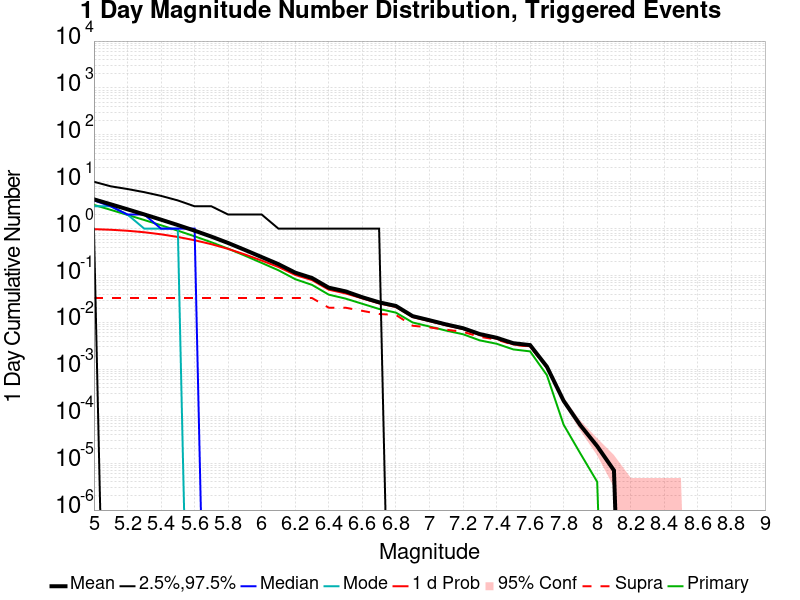 1 Day Magnitude Number Distribution, Triggered Events
10^4
10^3
10^2
10^1
10^0
10^-1
10^-2
10^-3
10^-4
10^-5
10^-6
1 Day Cumulative Number
5 5.2 5.4 5.6 5.8 6 6.2 6.4 6.6 6.8 7 7.2 7.4 7.6 7.8 8 8.2 8.4 8.6 8.8 9
Magnitude
Mean 2.5%,97.5% Median Mode 1 d Prob 95% Conf Supra Primary